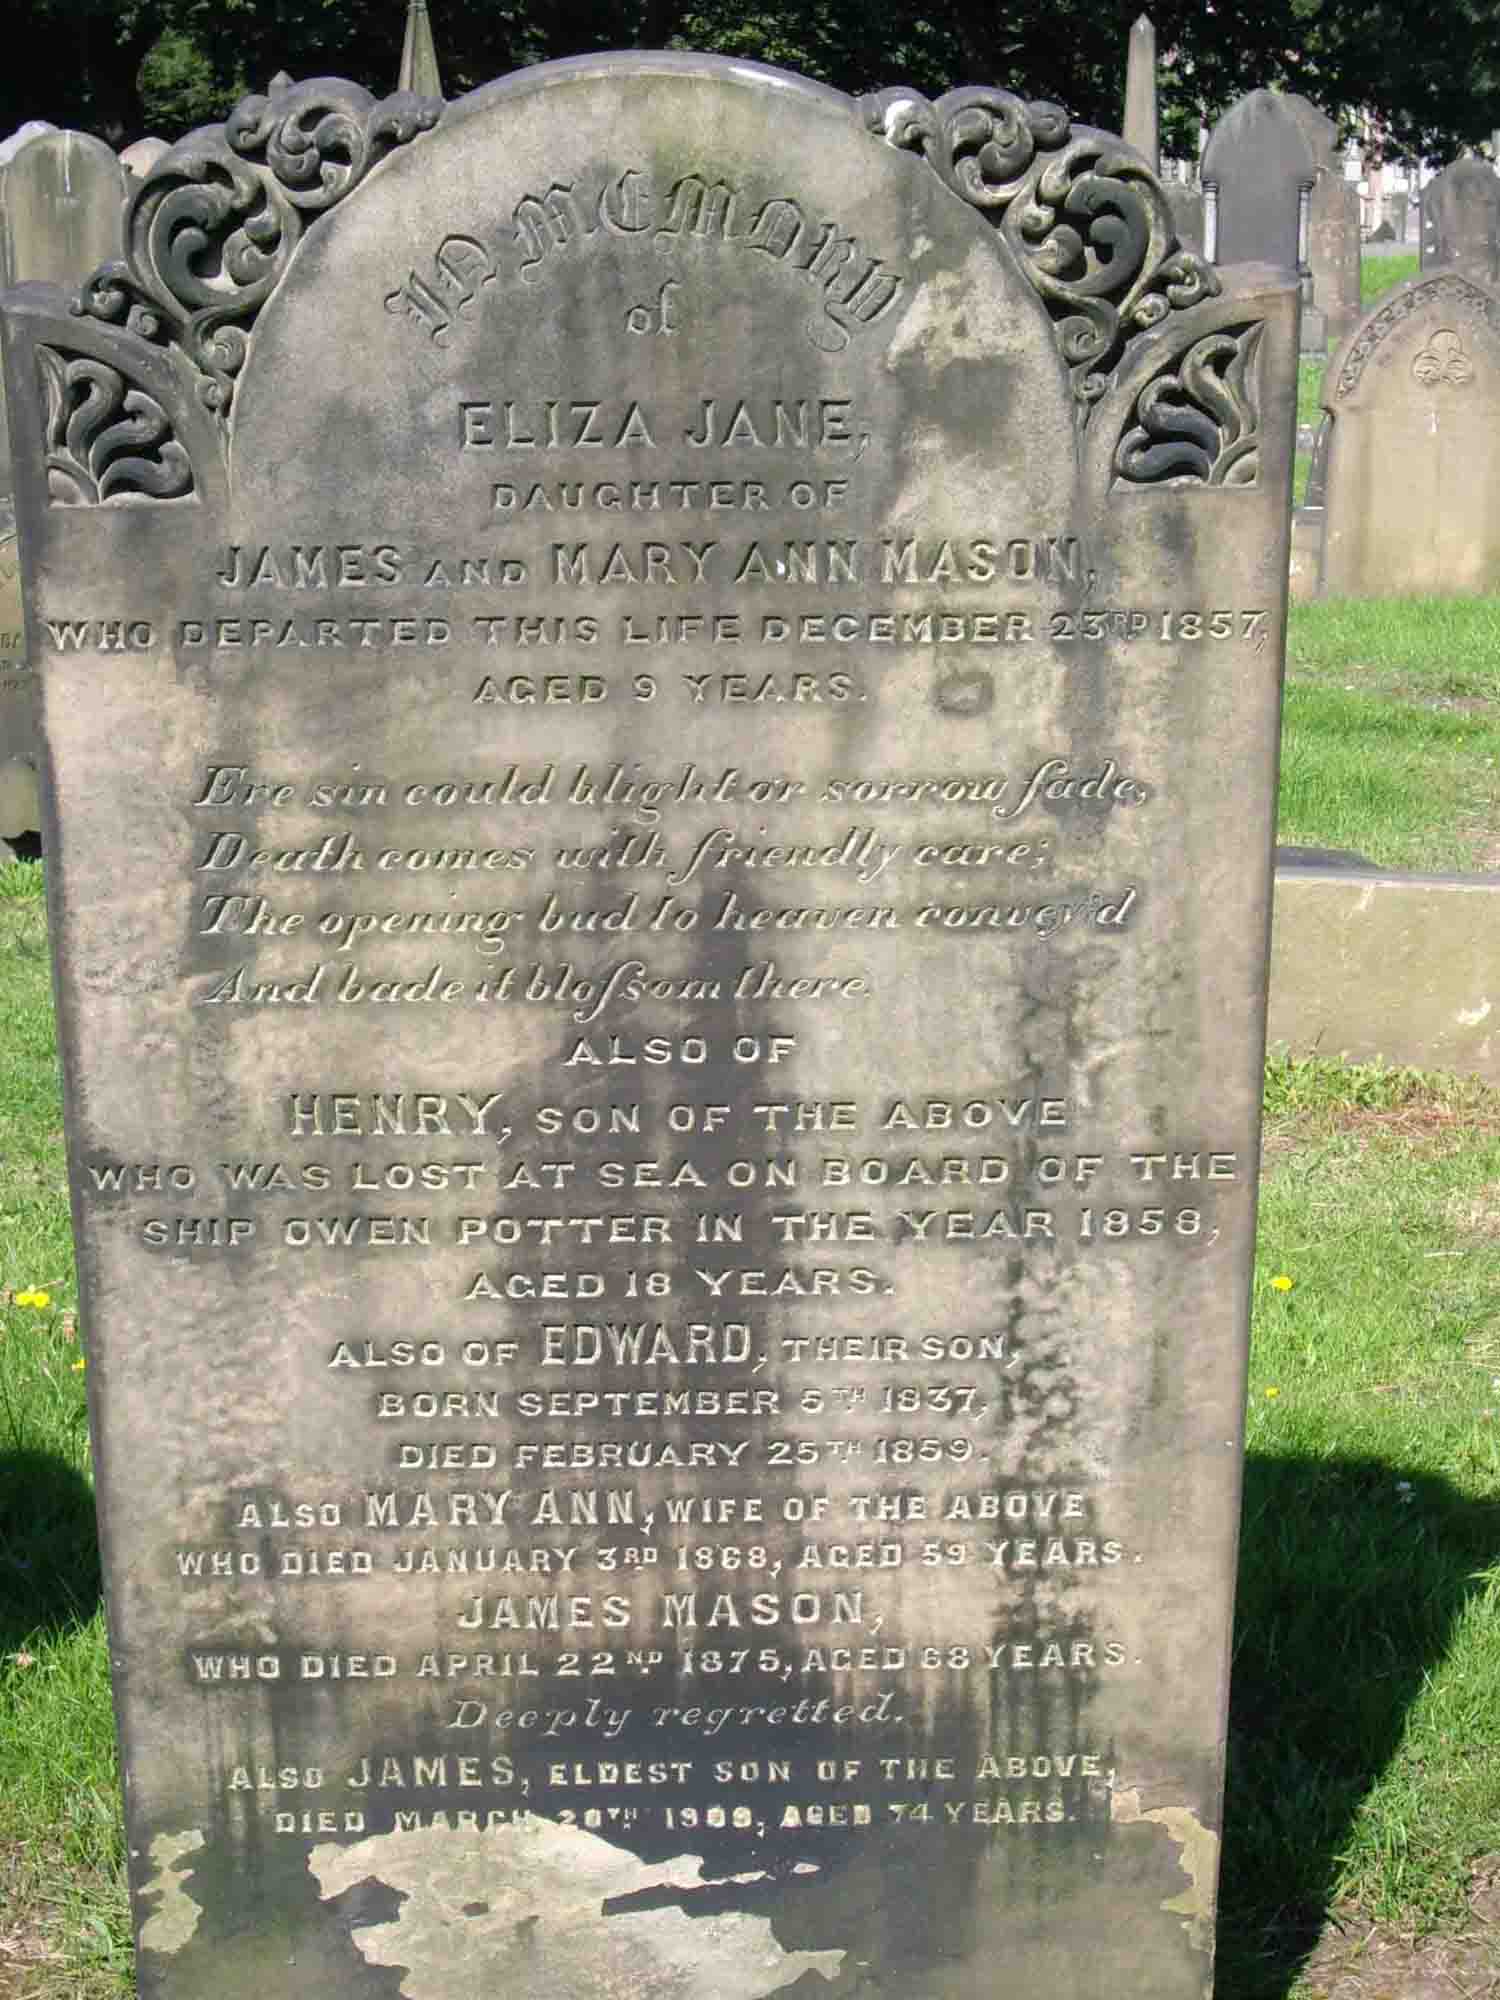 In Memory
of
ELIZA JANE,
DAUGHTER OF
JAMES AND MARY ANN MASON,
WHO DEPARTED THIS LIFE DECEMBER 23RD 1857,
AGED 9 YEARS.
Ere sin could blight or sorrow fade,
Death comes with friendly care;
The opening bud to heaven convey'd
And bade it bloſsom there.
ALSO OF
HENRY, SON OF THE ABOVE
WHO WAS LOST AT SEA ON BOARD OF THE
SHIP OWEN POTTER IN THE YEAR 1858,
AGED 18 YEARS.
ALSO OF EDWARD, THEIR SON,
BORN SEPTEMBER 5TH 1837,
DIED FEBRUARY 25TH 1859.
ALSO MARY ANN, WIFE OF THE ABOVE
WHO DIED JANUARY 3RD 1868, AGED 59 YEARS.
JAMES MASON,
WHO DIED APRIL 22ND 1875, AGED 68 YEARS.
Deeply regretted.
ALSO JAMES, ELDEST SON OF THE ABOVE,
DIED MARCH 20TH 1909, AGED 74 YEARS.